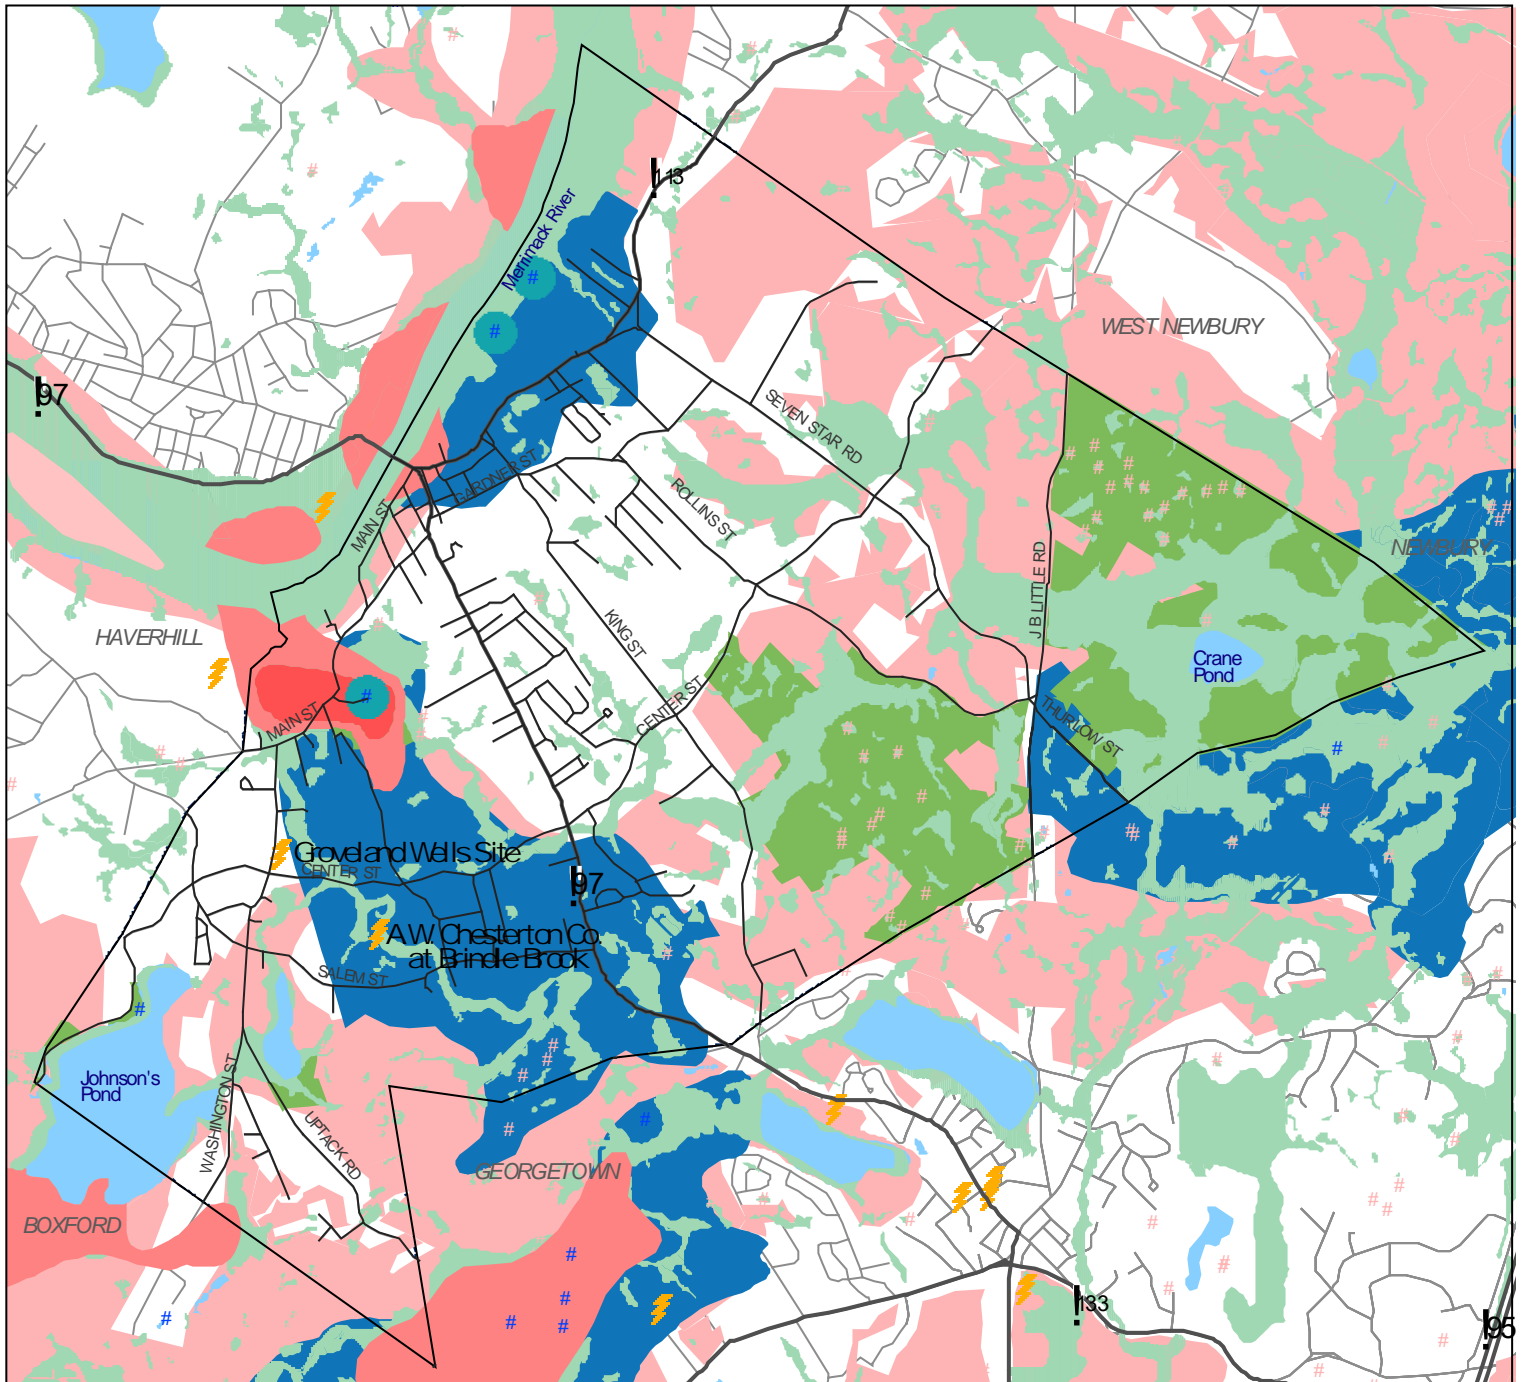 113
Merrimack River
WEST NEWBURY
97
SEVEN STAR RD
GARDNER ST
ROLLINS ST
MAIN ST
NEWBURY
J B LITTLE RD
HAVERHILL
KING ST
Crane
Pond
CENTER ST
MAIN ST
THURLOW ST
Groveland Wells Site
CENTER ST
97
A.W. Chesterton Co.
at Brindle Brook
SALEM ST
Johnson's
Pond
WASHINGTON ST
UPTACK RD
GEORGETOWN
BOXFORD
133
95